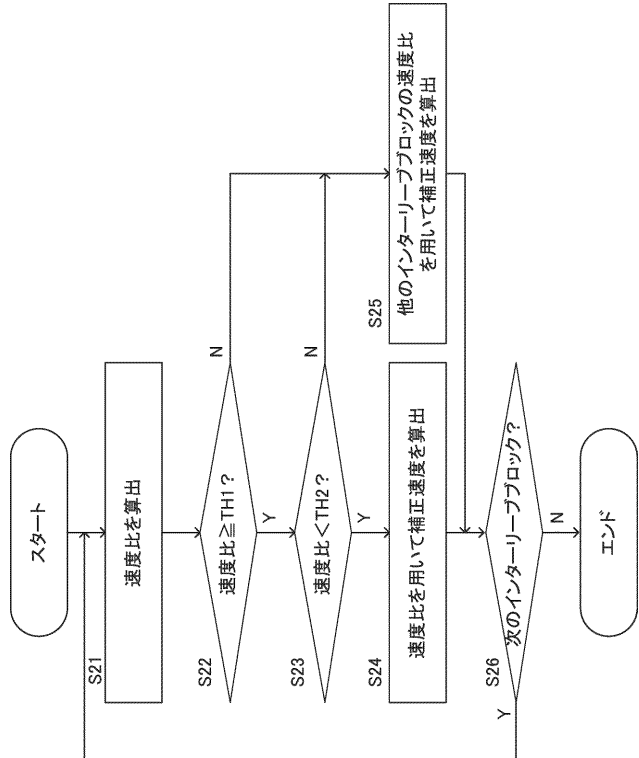 スタート
S21
速度比を算出
S22
速度比≧TH1?
N
Y
S23
速度比<TH2?
N
Y
S24
速度比を用いて補正速度を算出
S25
他のインターリーブブロックの速度比
を用いて補正速度を算出
S26
次のインターリーブブロック?
Y
N
エンド